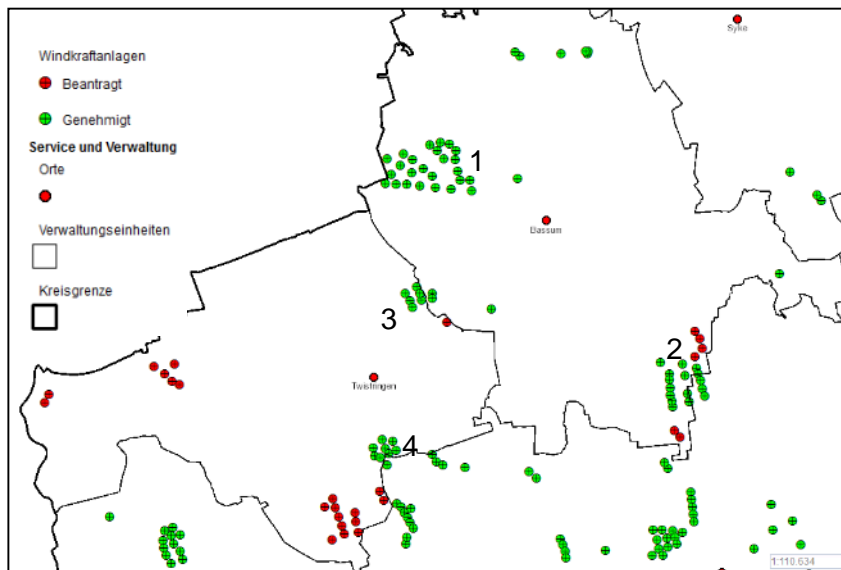 Windkraftanlagen
Beantragt
Genehmigt
Service und Verwaltung
Orte
Verwaltungseinheiten
Kreisgrenze
Syke
1
Bassum
3
2
Twistringen
4
1:110.634